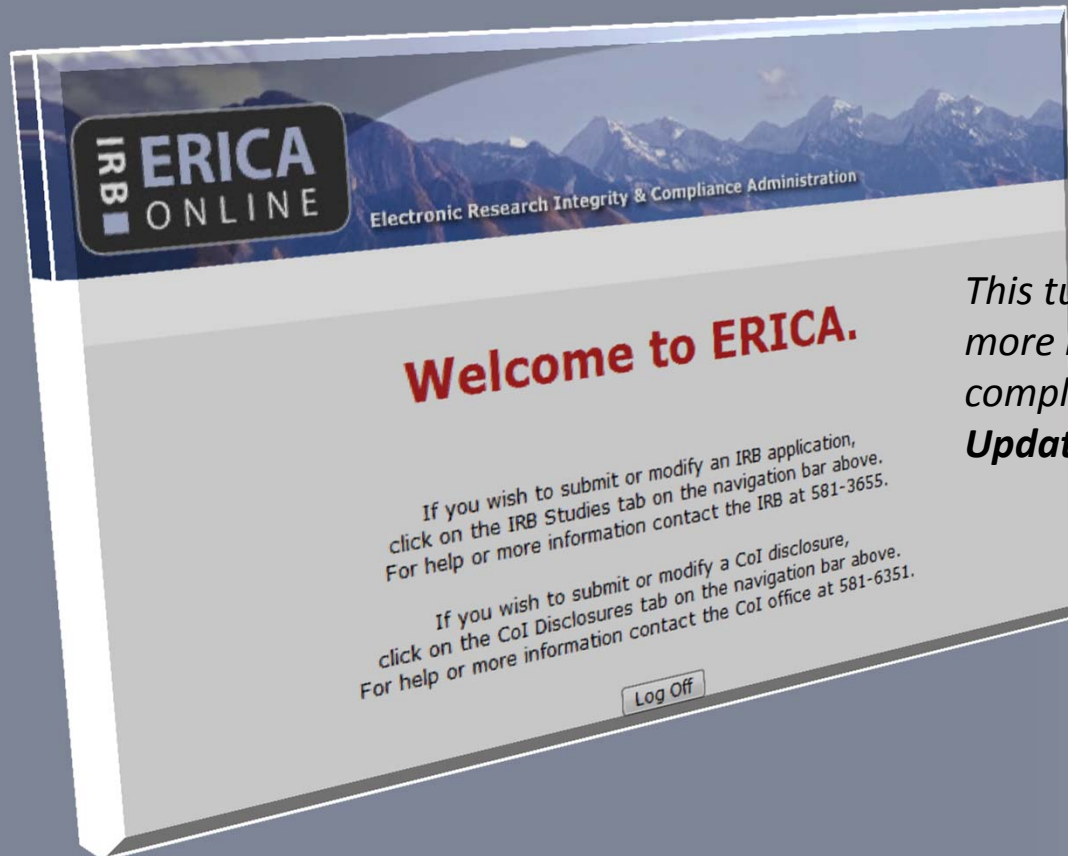 IRB
ERICA
ONLINE
Electronic Research Integrity & Compliance Administration
Welcome to ERICA.
If you wish to submit or modify an IRB application,
click on the IRB Studies tab on the navigation bar above.
For help or more information contact the IRB at 581-3655.
If you wish to submit or modify a CoI disclosure,
click on the CoI Disclosures tab on the navigation bar above.
For help or more information contact the CoI office at 581-6351.
Log Off
This
more